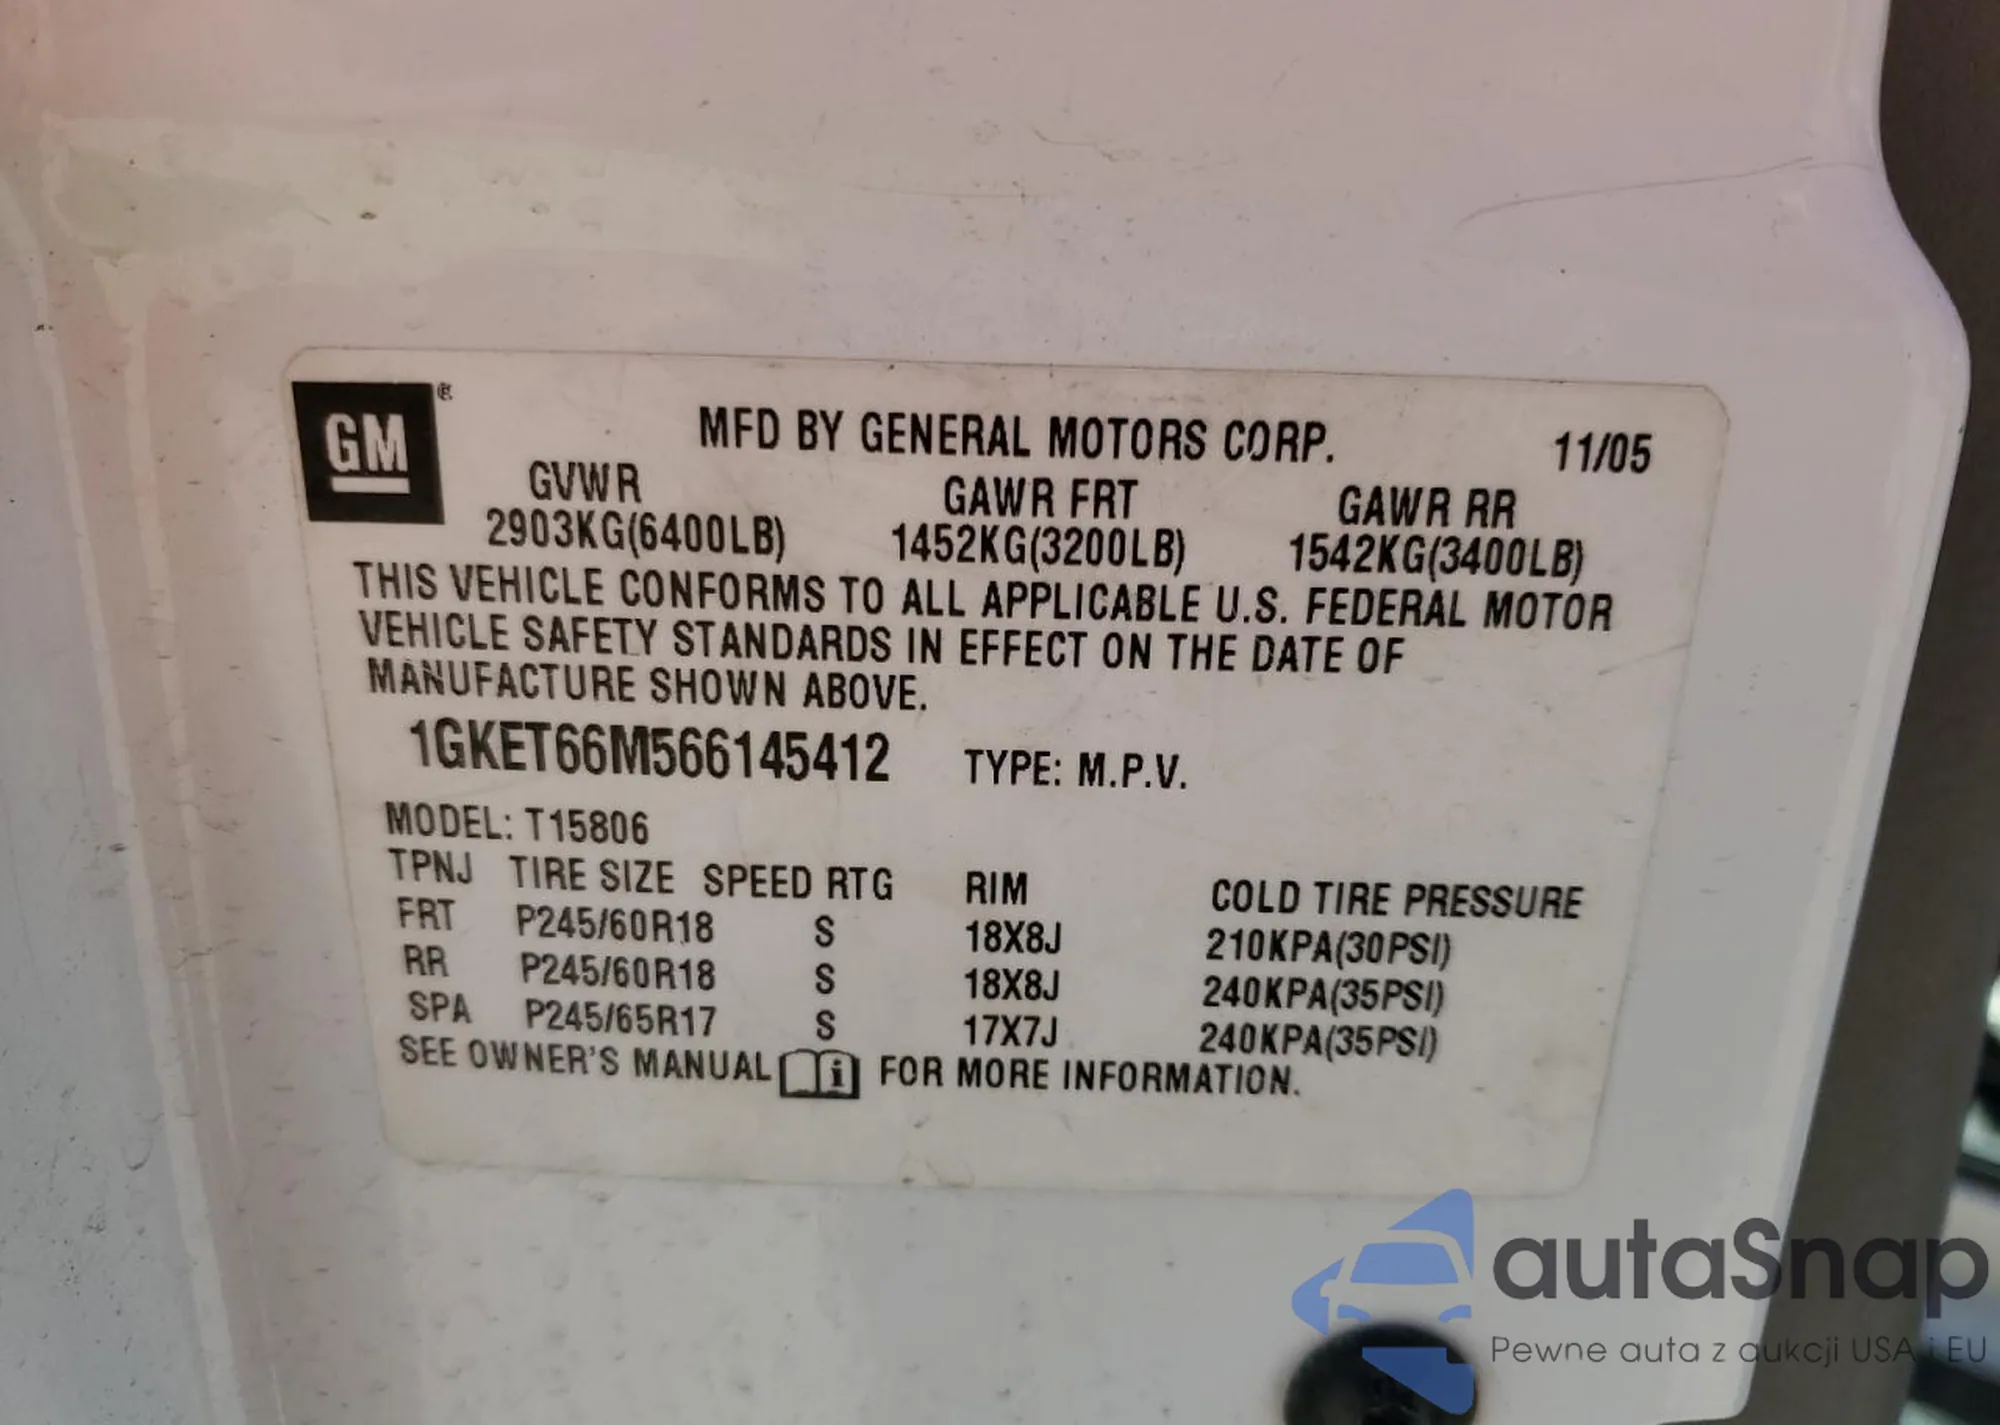 GM ®
MFD BY GENERAL MOTORS CORP. 11/05
GVWR GAWR FRT GAWR RR
2903KG(6400LB) 1452KG(3200LB) 1542KG(3400LB)
THIS VEHICLE CONFORMS TO ALL APPLICABLE U.S. FEDERAL MOTOR
VEHICLE SAFETY STANDARDS IN EFFECT ON THE DATE OF
MANUFACTURE SHOWN ABOVE.
1GKET66M566145412 TYPE: M.P.V.
MODEL: T15806
TPNJ TIRE SIZE SPEED RTG RIM COLD TIRE PRESSURE
FRT P245/60R18 S 18X8J 210KPA(30PSI)
RR P245/60R18 S 18X8J 240KPA(35PSI)
SPA P245/65R17 S 17X7J 240KPA(35PSI)
SEE OWNER'S MANUAL i FOR MORE INFORMATION.
autaSnap
Pewne auta z aukcji USA i EU